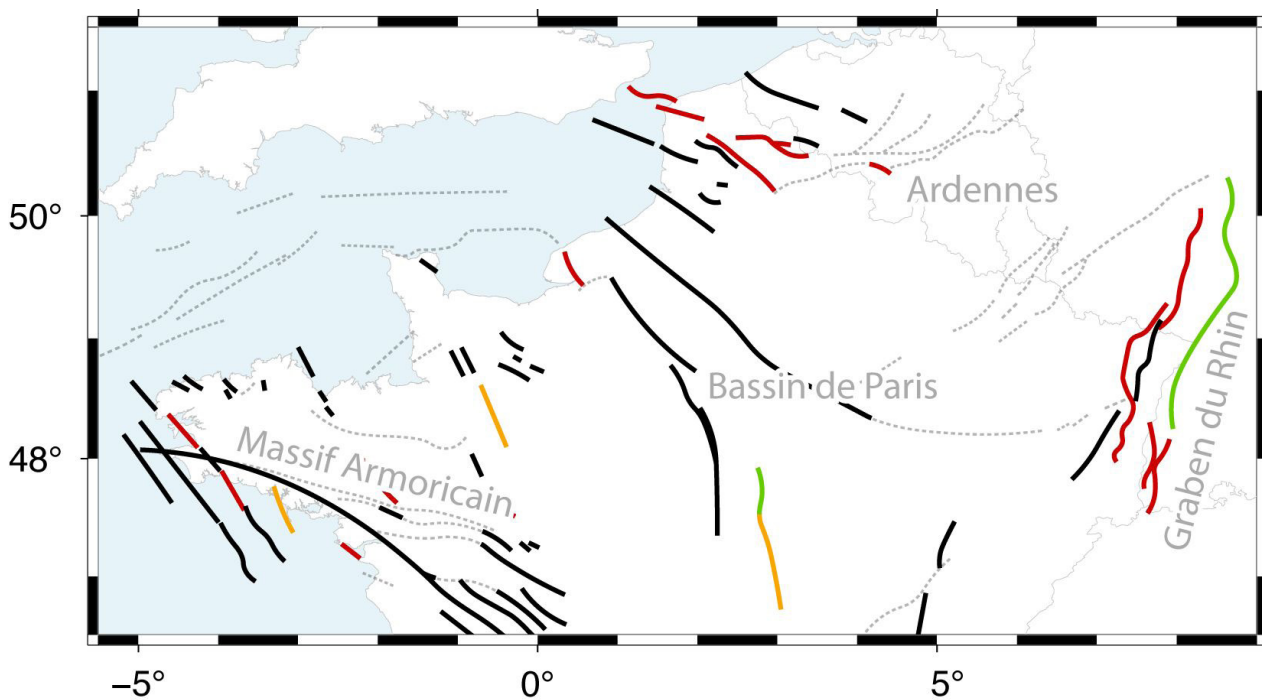 50°
Ardennes
Graben du Rhin
Bassin de Paris
48°
Massif Armoricain
−5°
0°
5°